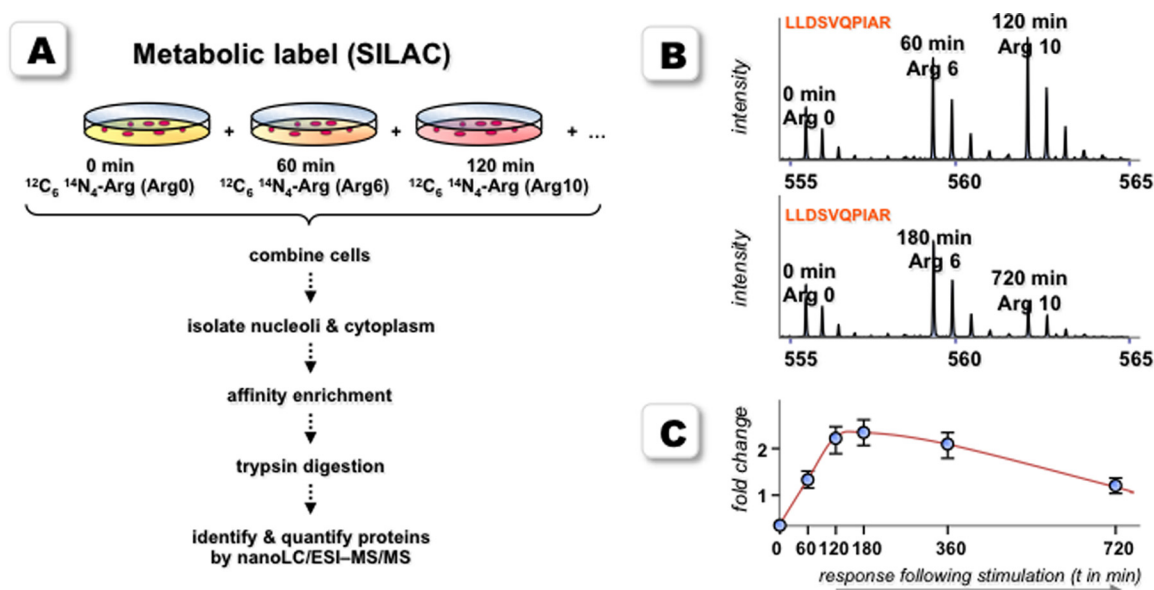 A
Metabolic label (SILAC)
+
+
+ ...
0 min
60 min
120 min
¹²C₆ ¹⁴N₄-Arg (Arg0)
¹²C₆ ¹⁴N₄-Arg (Arg6)
¹²C₆ ¹⁴N₄-Arg (Arg10)
combine cells
isolate nucleoli & cytoplasm
affinity enrichment
trypsin digestion
identify & quantify proteins
by nanoLC/ESI–MS/MS
B
intensity
LLDSVQPIAR
0 min
Arg 0
60 min
Arg 6
120 min
Arg 10
555
560
565
intensity
LLDSVQPIAR
0 min
Arg 0
180 min
Arg 6
720 min
Arg 10
555
560
565
C
fold change
2
1
0 60 120 180 360 720
response following stimulation (t in min)